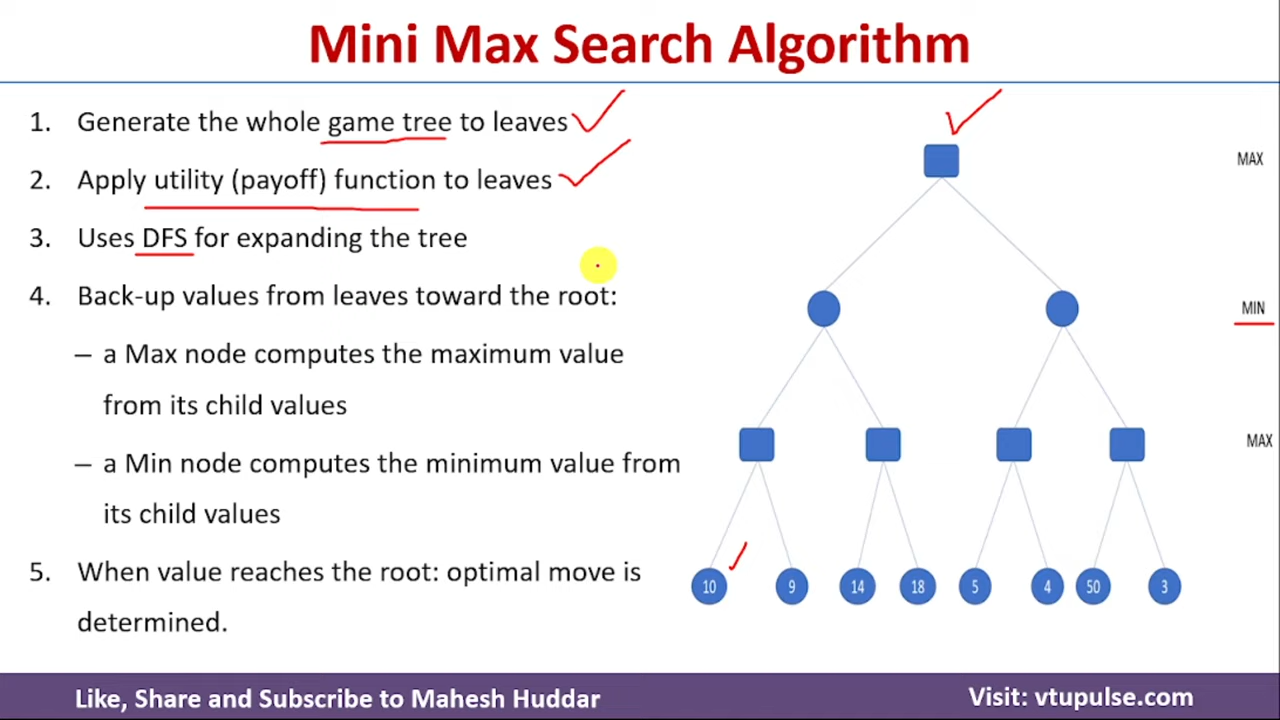 Mini Max Search Algorithm
1. Generate the whole game tree to leaves
2. Apply utility (payoff) function to leaves
3. Uses DFS for expanding the tree
4. Back-up values from leaves toward the root:
– a Max node computes the maximum value
from its child values
– a Min node computes the minimum value from
its child values
5. When value reaches the root: optimal move is
determined.
MAX
MIN
MAX
10 9 14 18 5 4 50 3
Like, Share and Subscribe to Mahesh Huddar
Visit: vtupulse.com